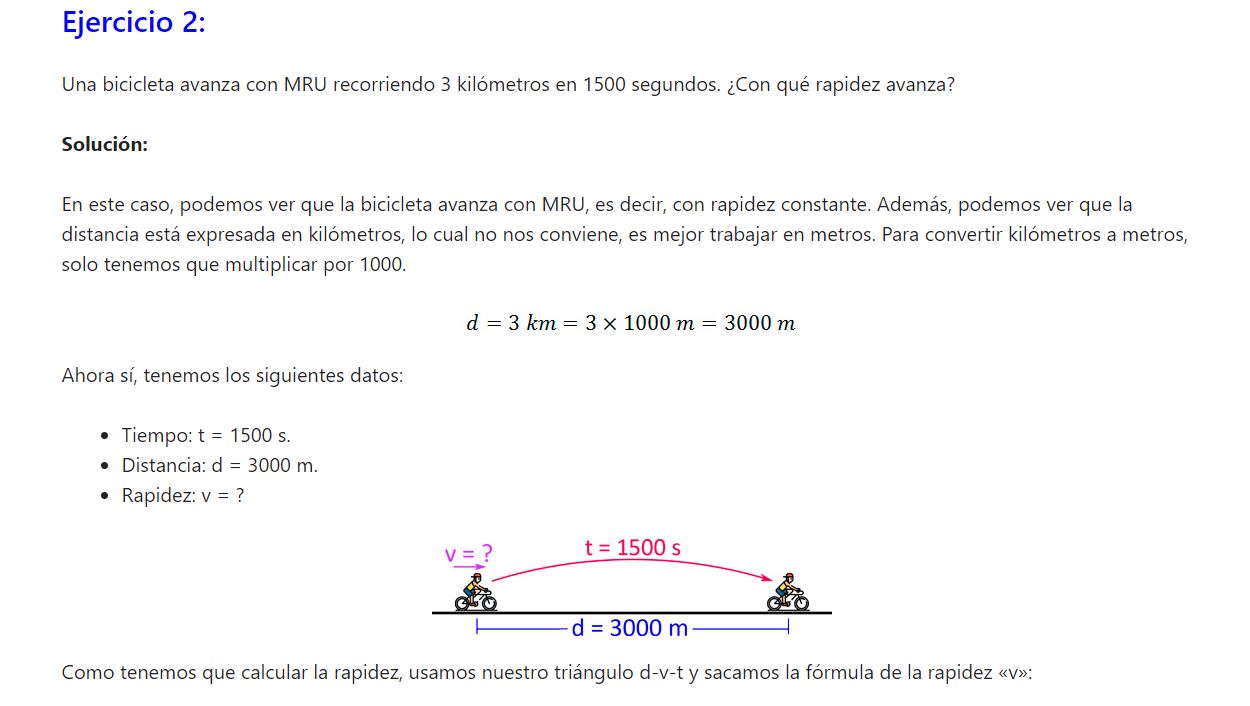 Ejercicio 2:
Una bicicleta avanza con MRU recorriendo 3 kilómetros en 1500 segundos. ¿Con qué rapidez avanza?
Solución:
En este caso, podemos ver que la bicicleta avanza con MRU, es decir, con rapidez constante. Además, podemos ver que la
distancia está expresada en kilómetros, lo cual no nos conviene, es mejor trabajar en metros. Para convertir kilómetros a metros,
solo tenemos que multiplicar por 1000.
d = 3 km = 3 × 1000 m = 3000 m
Ahora sí, tenemos los siguientes datos:
• Tiempo: t = 1500 s.
• Distancia: d = 3000 m.
• Rapidez: v = ?
v = ?
t = 1500 s
d = 3000 m
Como tenemos que calcular la rapidez, usamos nuestro triángulo d-v-t y sacamos la fórmula de la rapidez «v»: